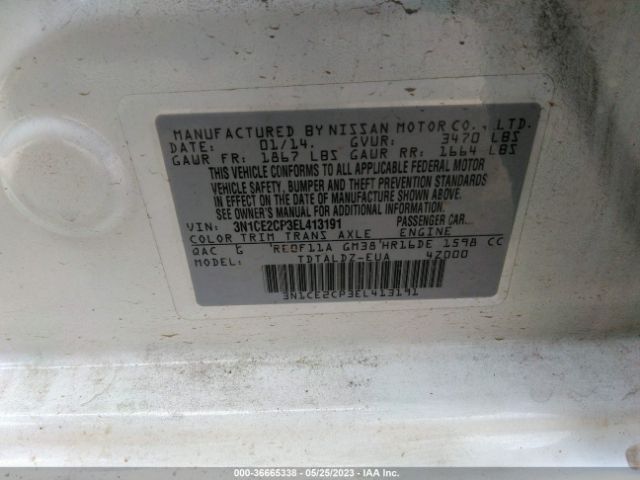 MANUFACTURED BY NISSAN MOTOR CO., LTD.
DATE: 01/14. GVWR: 3470 LBS
GAWR FR: 1867 LBS GAWR RR: 1664 LBS
THIS VEHICLE CONFORMS TO ALL APPLICABLE FEDERAL MOTOR
VEHICLE SAFETY, BUMPER AND THEFT PREVENTION STANDARDS
IN EFFECT ON THE DATE OF MANUFACTURE SHOWN ABOVE.
SEE OWNER'S MANUAL FOR ADDITIONAL INFORMATION.
VIN: 3N1CE2CP3EL413191 PASSENGER CAR
COLOR TRIM TRANS AXLE ENGINE
QAC G RE0F11A GM38 HR16DE 1598 CC
MODEL: TDTALDZ-EUA 4Z000
3N1CE2CP3EL413191
000-36665338 - 05/25/2023 - IAA Inc.